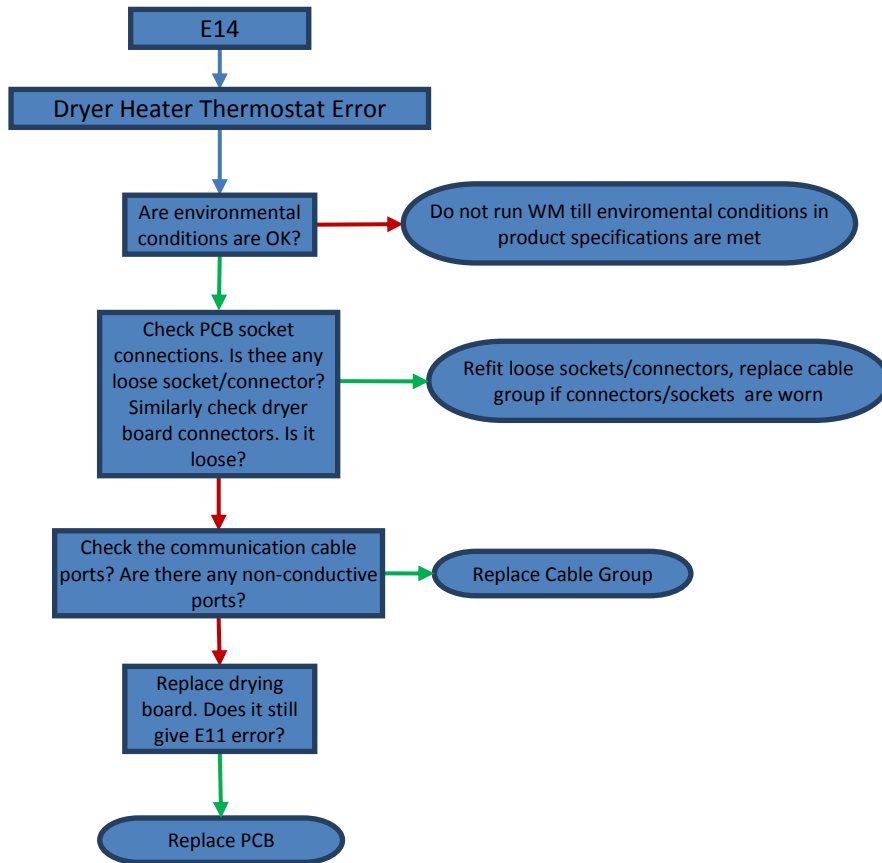 E14
Dryer Heater Thermostat Error
Are environmental
conditions are OK?
Do not run WM till enviromental conditions in
product specifications are met
Check PCB socket
connections. Is thee any
loose socket/connector?
Similarly check dryer
board connectors. Is it
loose?
Refit loose sockets/connectors, replace cable
group if connectors/sockets are worn
Check the communication cable
ports? Are there any non-conductive
ports?
Replace Cable Group
Replace drying
board. Does it still
give E11 error?
Replace PCB